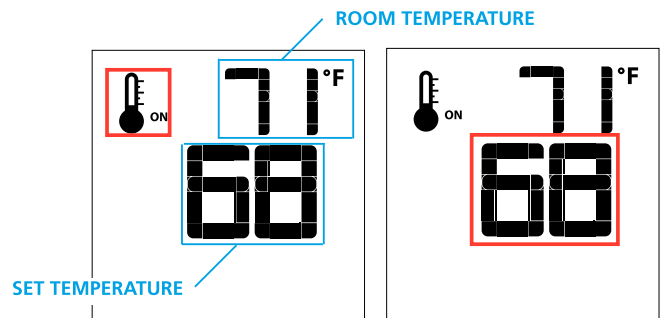 ROOM TEMPERATURE
71°F
ON
68
SET TEMPERATURE
71°F
ON
68